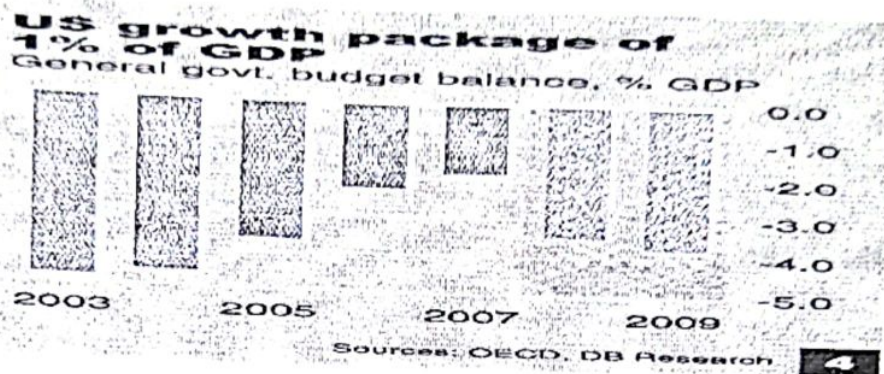 US growth package of
1% of GDP
General govt. budget balance, % GDP
0.0
-1.0
-2.0
-3.0
-4.0
-5.0
2003 2005 2007 2009
Sources: OECD, DB Research
4